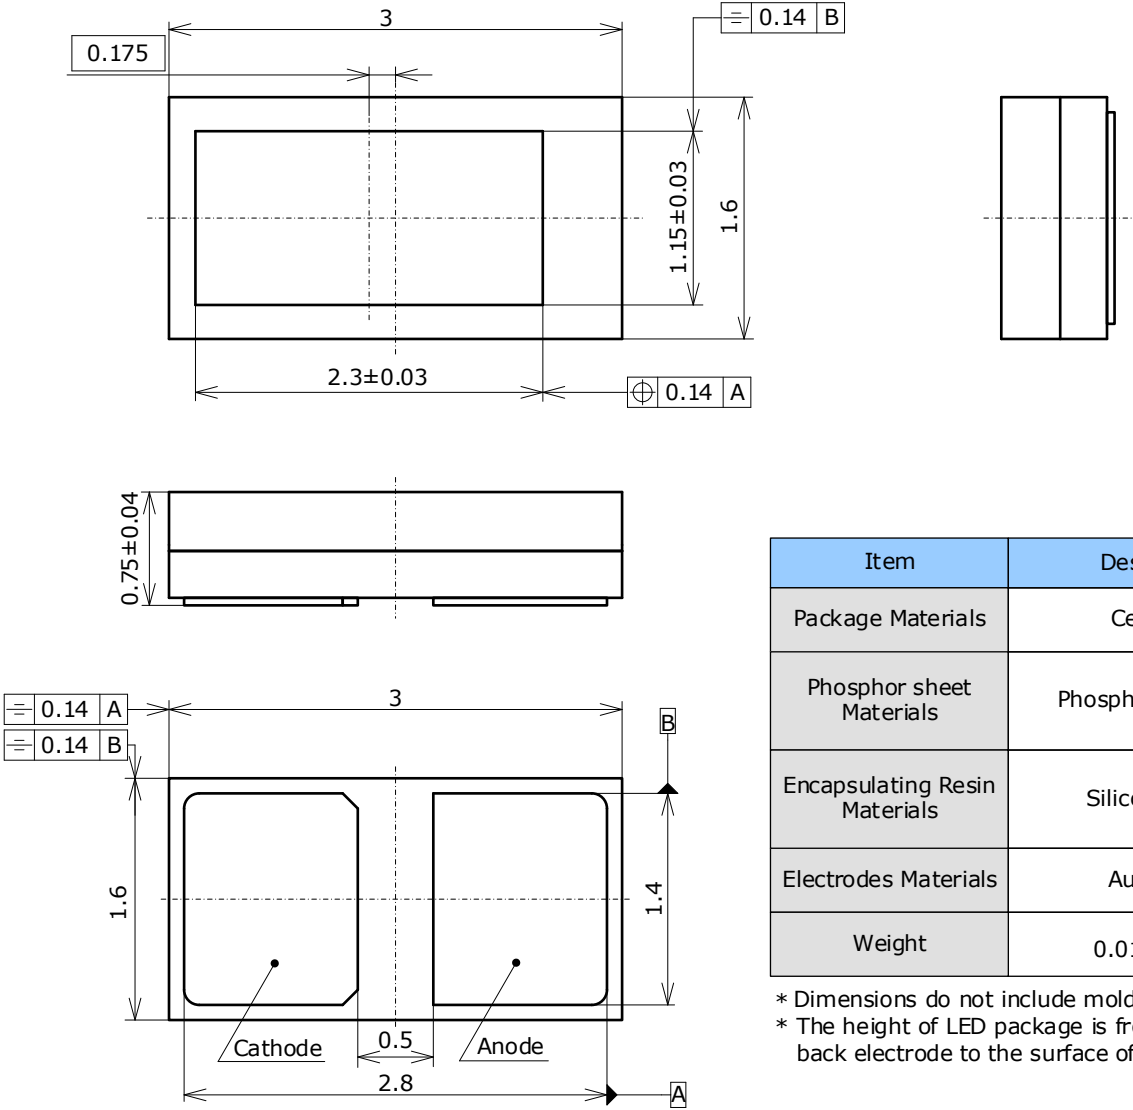 3
0.14 B
0.175
1.15±0.03
1.6
2.3±0.03
0.14 A
0.75±0.04
Item
Package Materials
Phosphor sheet
Materials
Encapsulating Resin
Materials
Silic
Electrodes Materials
Au
Weight
* Dimensions do not include mold
* The height of LED package is
back electrode to the surface of
0.14 A
0.14 B
3
B
1.6
1.4
Cathode
0.5
Anode
2.8
A